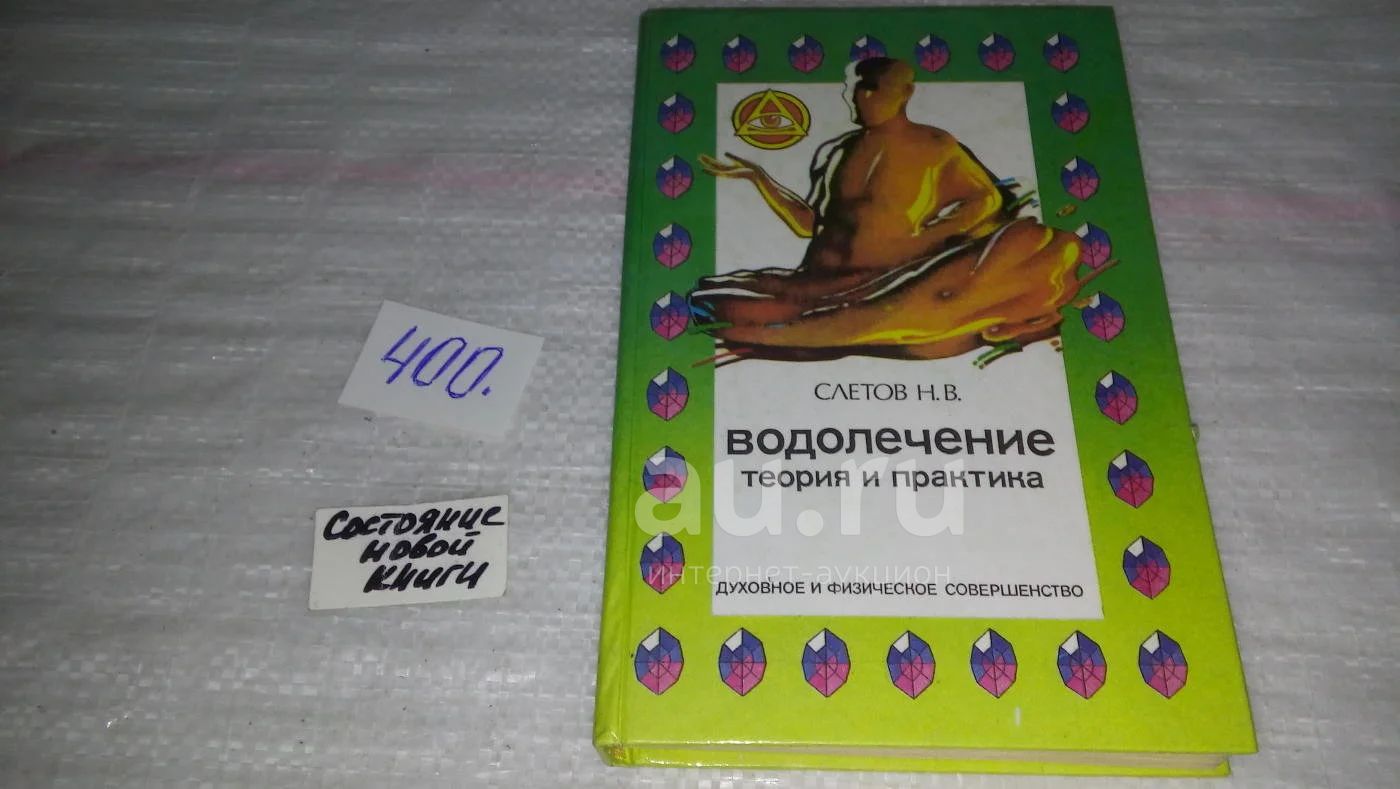 400.
Состояние
новой
книги
СЛЕТОВ Н.В.
ВОДОЛЕЧЕНИЕ
ТЕОРИЯ И ПРАКТИКА
au.ru
интернет-аукцион
ДУХОВНОЕ И ФИЗИЧЕСКОЕ СОВЕРШЕНСТВО